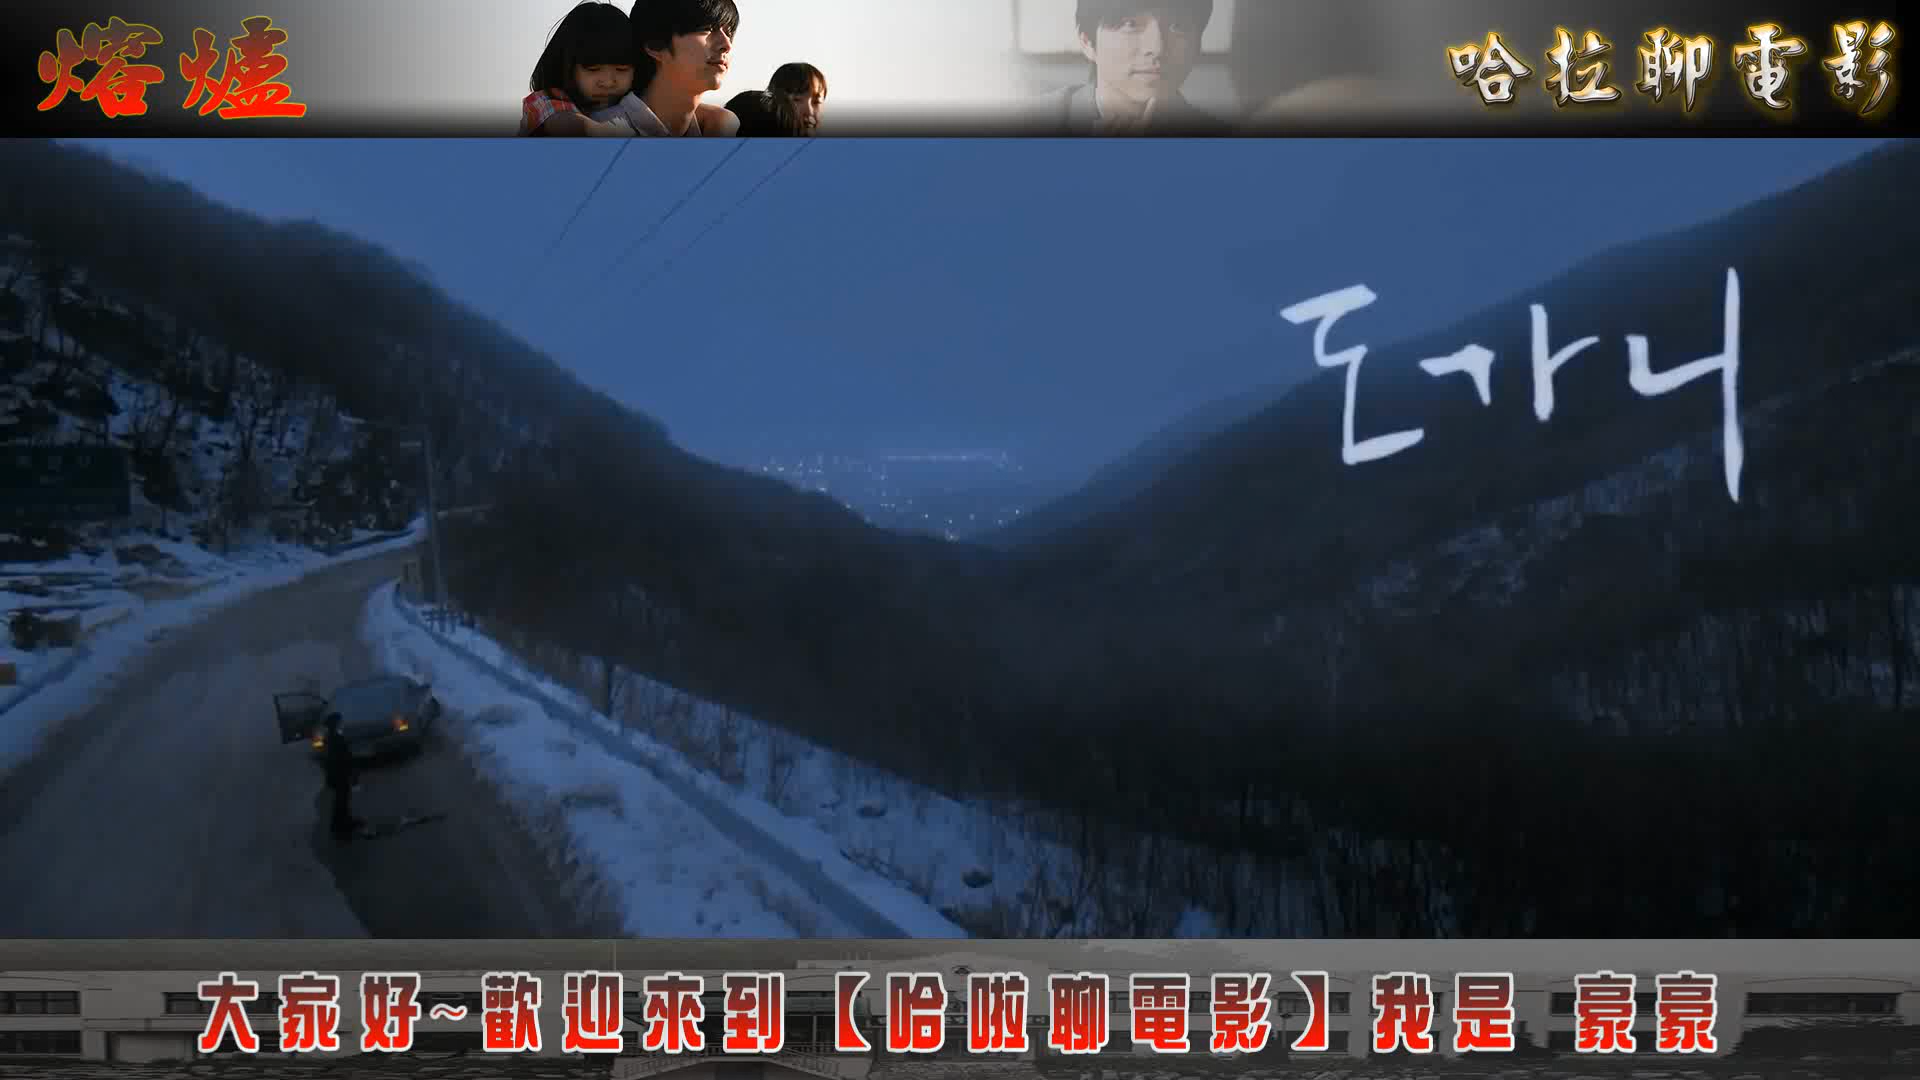 熔爐
哈拉聊電影
도가니
大家好~歡迎來到【哈啦聊電影】我是 豪豪